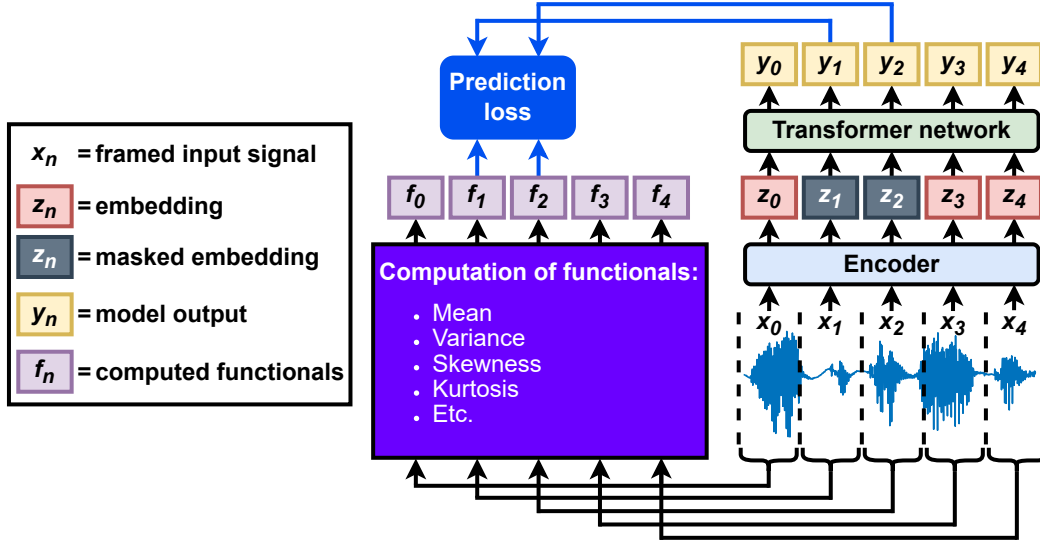 Prediction
loss
y0 y1 y2 y3 y4
Transformer network
xn = framed input signal
zn = embedding
zn = masked embedding
yn = model output
fn = computed functionals
f0 f1 f2 f3 f4
z0 z1 z2 z3 z4
Computation of functionals:
• Mean
• Variance
• Skewness
• Kurtosis
• Etc.
Encoder
x0 x1 x2 x3 x4